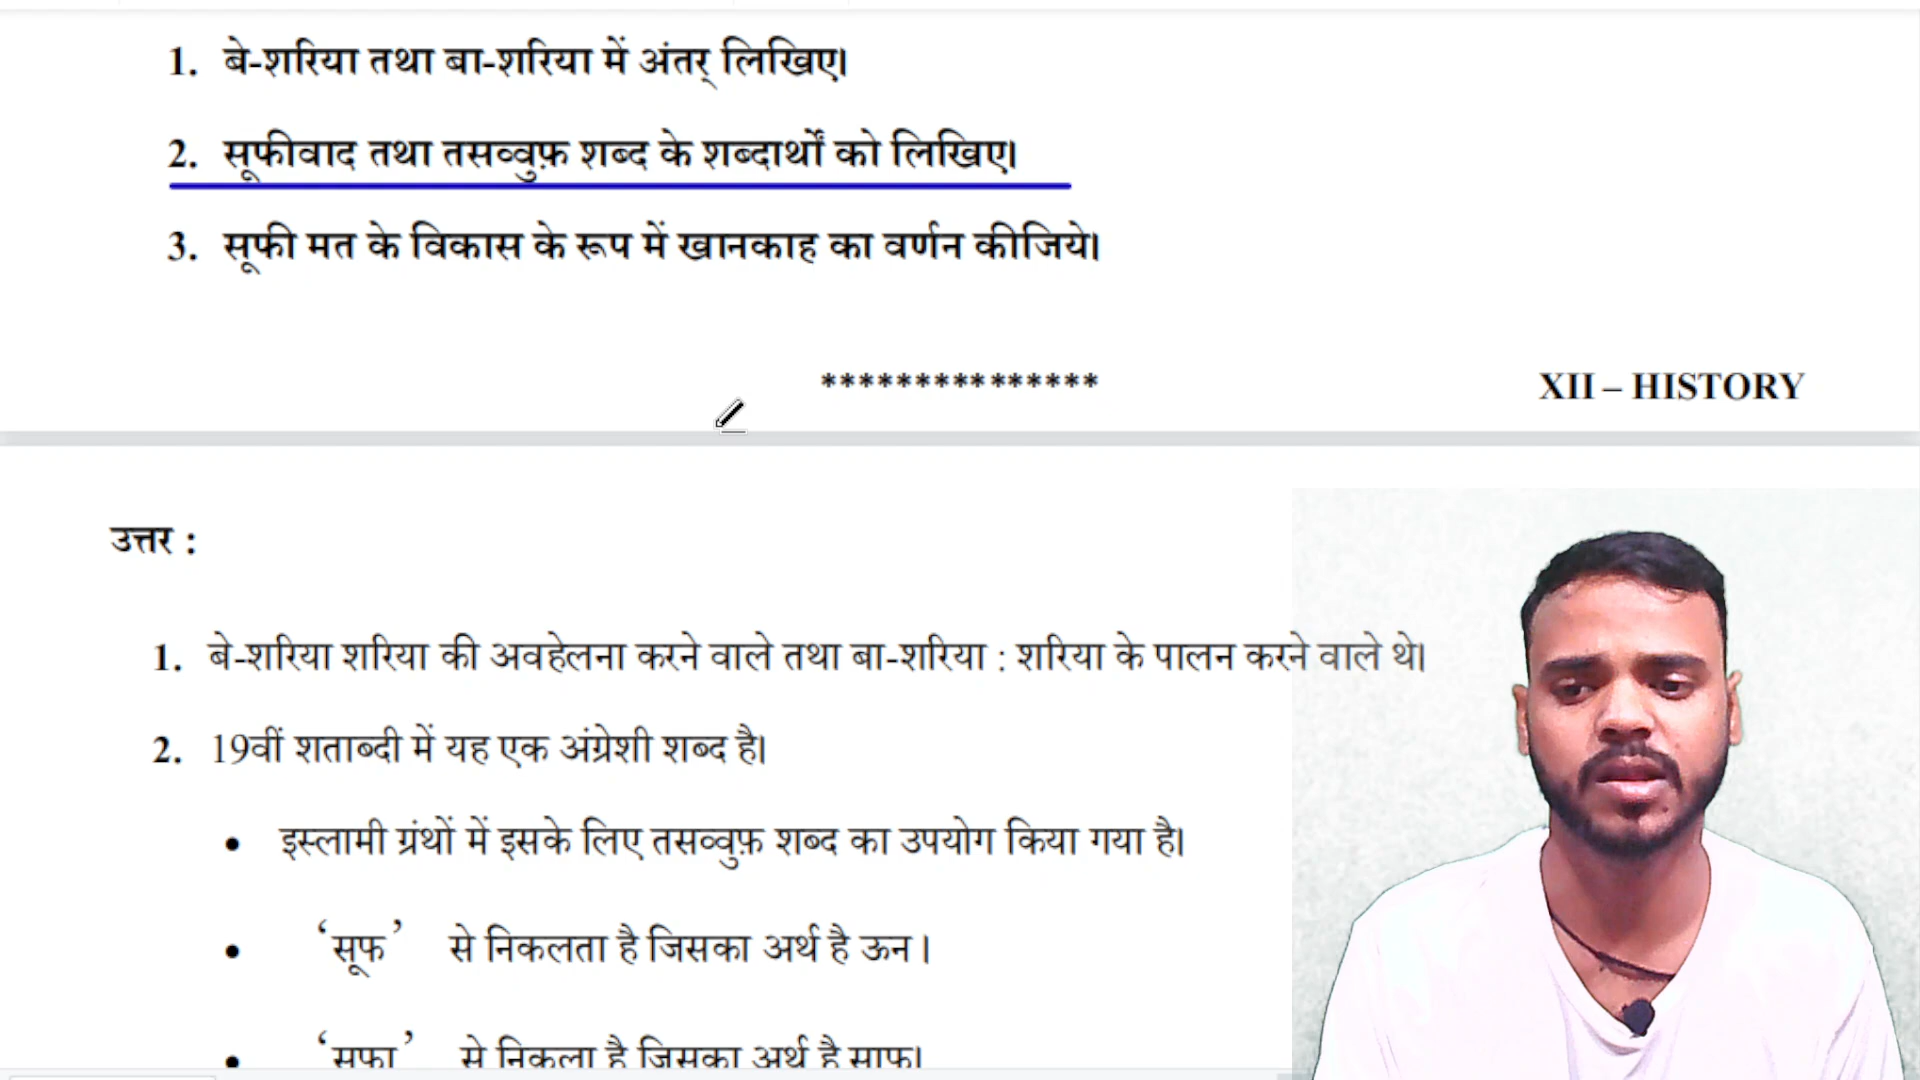 1. बे-शरिया तथा बा-शरिया में अंतर् लिखिए।
2. सूफीवाद तथा तसव्वुफ़ शब्द के शब्दार्थों को लिखिए।
3. सूफी मत के विकास के रूप में खानकाह का वर्णन कीजिये।
***************
XII – HISTORY
उत्तर :
1. बे-शरिया शरिया की अवहेलना करने वाले तथा बा-शरिया : शरिया के पालन करने वाले थे।
2. 19वीं शताब्दी में यह एक अंग्रेशी शब्द है।
• इस्लामी ग्रंथों में इसके लिए तसव्वुफ़ शब्द का उपयोग किया गया है।
• ‘सूफ’ से निकलता है जिसका अर्थ है ऊन।
• ‘सफा’ से निकला है जिसका अर्थ है साफ।